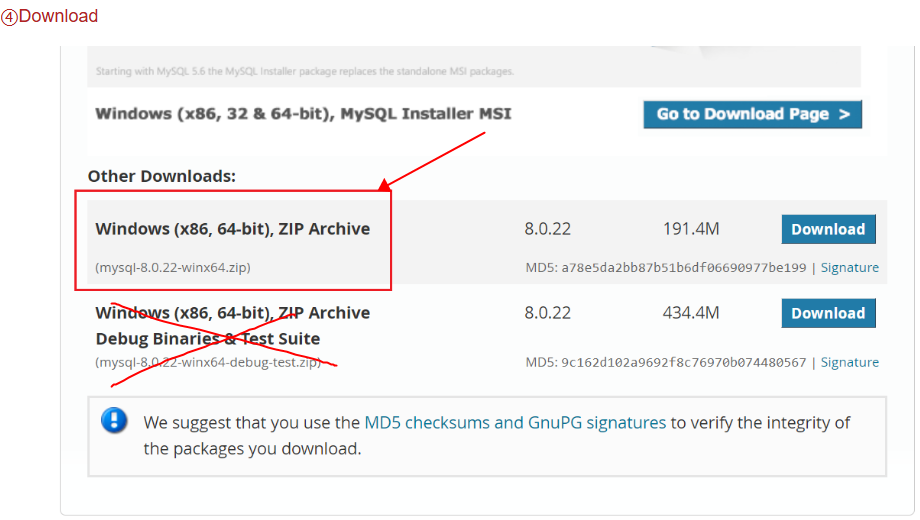 ④Download
Starting with MySQL 5.6 the MySQL Installer package replaces the standalone MSI packages.
Windows (x86, 32 & 64-bit), MySQL Installer MSI
Go to Download Page >
Other Downloads:
Windows (x86, 64-bit), ZIP Archive 8.0.22 191.4M Download
(mysql-8.0.22-winx64.zip) MD5: a78e5da2bb87b51b6df06690977be199 | Signature
Windows (x86, 64-bit), ZIP Archive 8.0.22 434.4M Download
Debug Binaries & Test Suite
(mysql-8.0.22-winx64-debug-test.zip) MD5: 9c162d102a9692f8c76970b074480567 | Signature
We suggest that you use the MD5 checksums and GnuPG signatures to verify the integrity of
the packages you download.